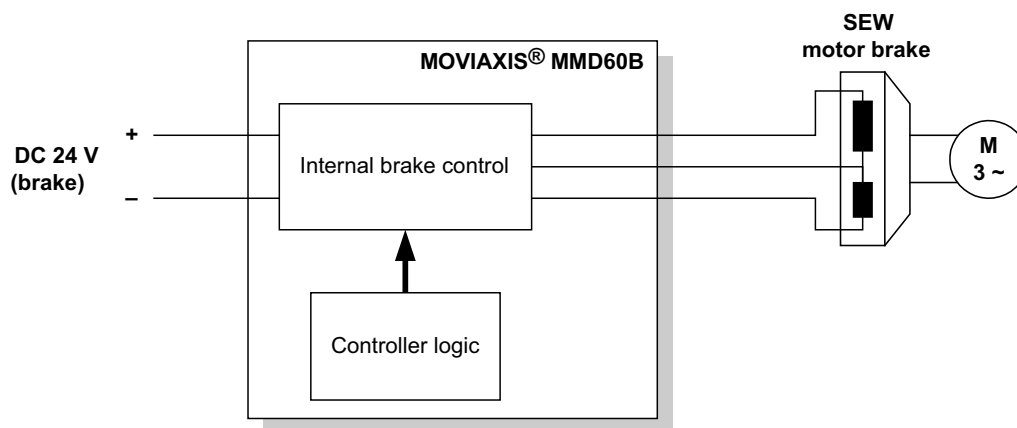 SEW
motor brake
MOVIAXIS® MMD60B
+
DC 24 V
(brake)
–
Internal brake control
M
3 ~
Controller logic